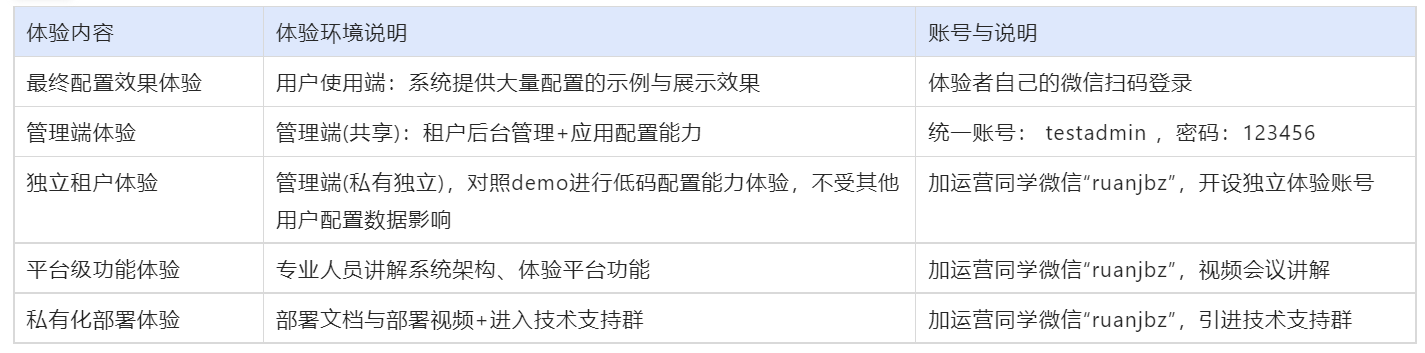 体验内容 体验环境说明 账号与说明
最终配置效果体验 用户使用端：系统提供大量配置的示例与展示效果 体验者自己的微信扫码登录
管理端体验 管理端(共享)：租户后台管理+应用配置能力 统一账号： testadmin ，密码：123456
独立租户体验 管理端(私有独立)，对照demo进行低码配置能力体验，不受其他 加运营同学微信“ruanjbz”，开设独立体验账号
用户配置数据影响
平台级功能体验 专业人员讲解系统架构、体验平台功能 加运营同学微信“ruanjbz”，视频会议讲解
私有化部署体验 部署文档与部署视频+进入技术支持群 加运营同学微信“ruanjbz”，引进技术支持群